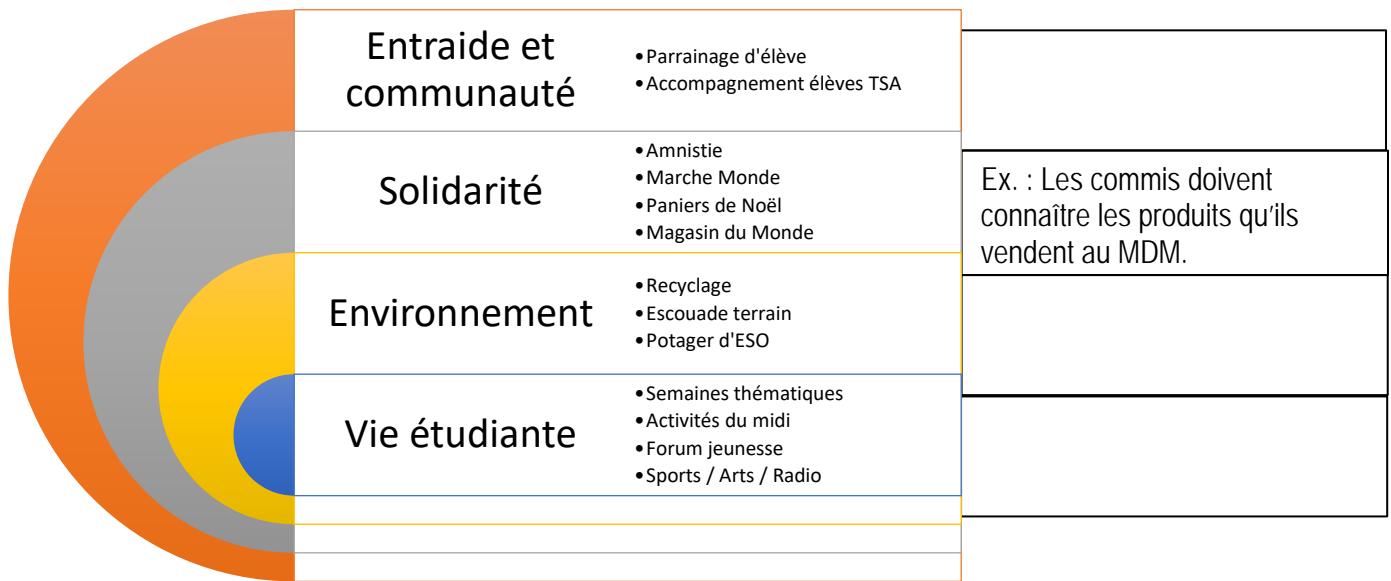 Entraide et
communauté
•Parrainage d'élève
•Accompagnement élèves TSA
Solidarité
•Amnistie
•Marche Monde
•Paniers de Noël
•Magasin du Monde
Ex. : Les commis doivent
connaître les produits qu'ils
vendent au MDM.
Environnement
•Recyclage
•Escouade terrain
•Potager d'ESO
Vie étudiante
•Semaines thématiques
•Activités du midi
•Forum jeunesse
•Sports / Arts / Radio